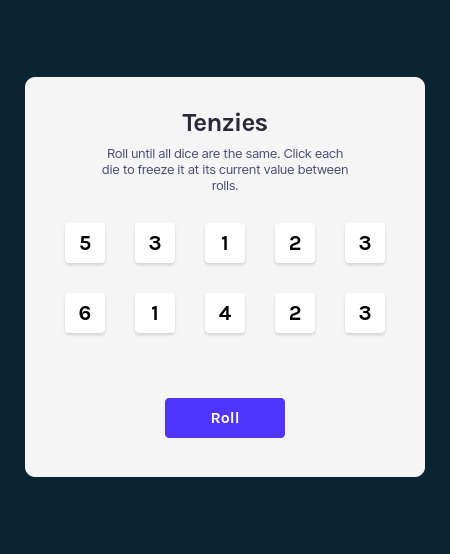 Tenzies
Roll until all dice are the same. Click each
die to freeze it at its current value between
rolls.
5 3 1 2 3
6 1 4 2 3
Roll